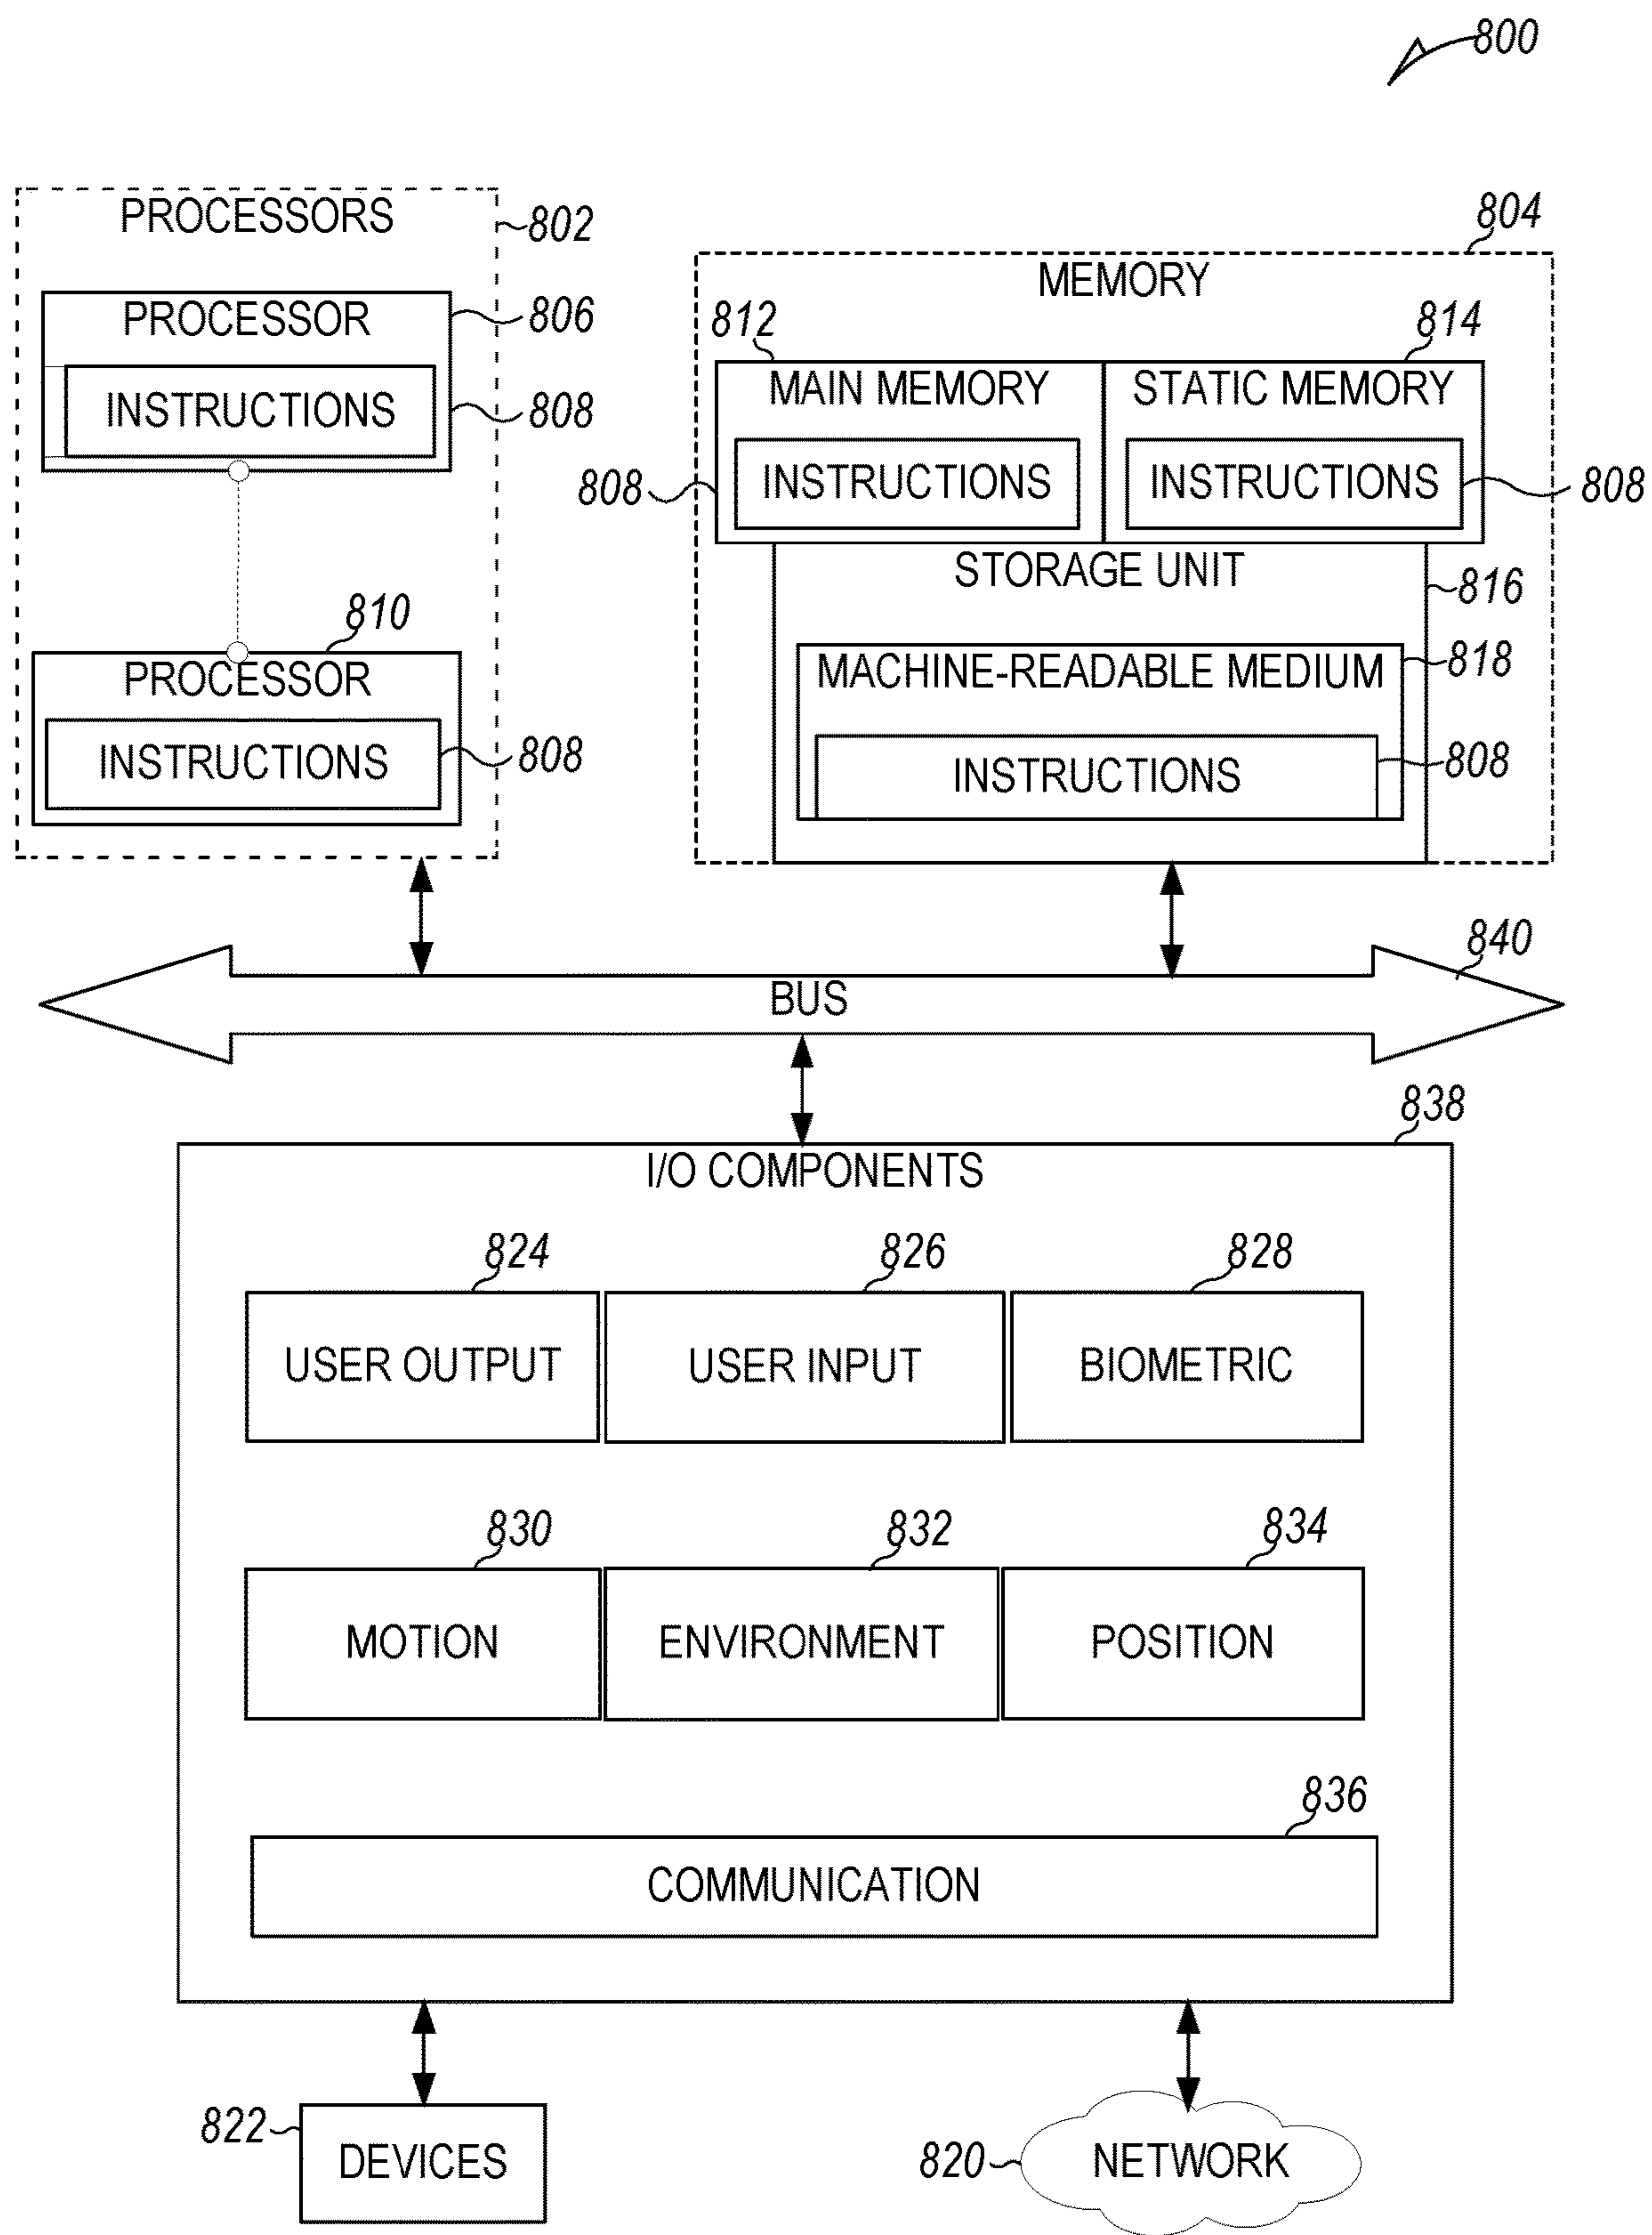 800
PROCESSORS
802
PROCESSOR
806
INSTRUCTIONS
808
810
PROCESSOR
INSTRUCTIONS
808
804
MEMORY
812
814
MAIN MEMORY
STATIC MEMORY
808
INSTRUCTIONS
INSTRUCTIONS
808
STORAGE UNIT
816
MACHINE-READABLE MEDIUM
818
INSTRUCTIONS
808
840
BUS
838
I/O COMPONENTS
824
826
828
USER OUTPUT
USER INPUT
BIOMETRIC
830
832
834
MOTION
ENVIRONMENT
POSITION
836
COMMUNICATION
822
DEVICES
820
NETWORK